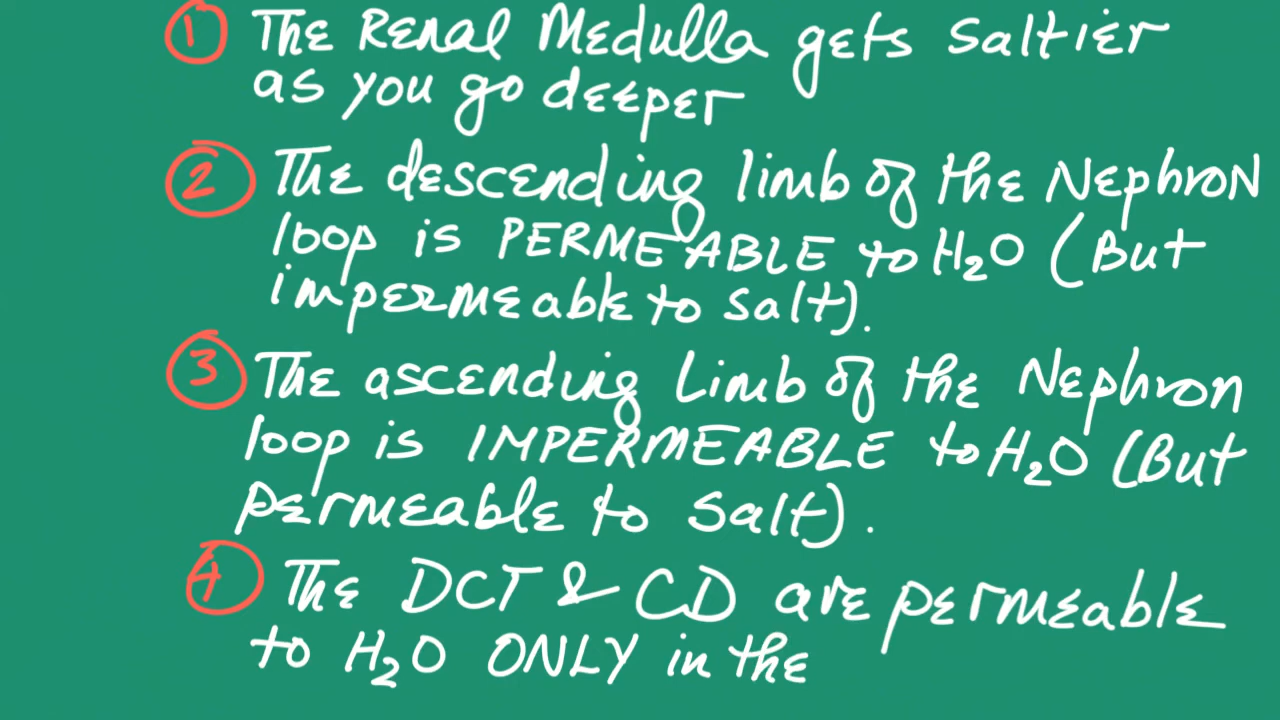 ① The Renal Medulla gets saltier
as you go deeper
② The descending limb of the Nephron
loop is PERMEABLE to H₂O (But
impermeable to salt).
③ The ascending Limb of the Nephron
loop is IMPERMEABLE to H₂O (But
permeable to salt).
④ The DCT & CD are permeable
to H₂O ONLY in the